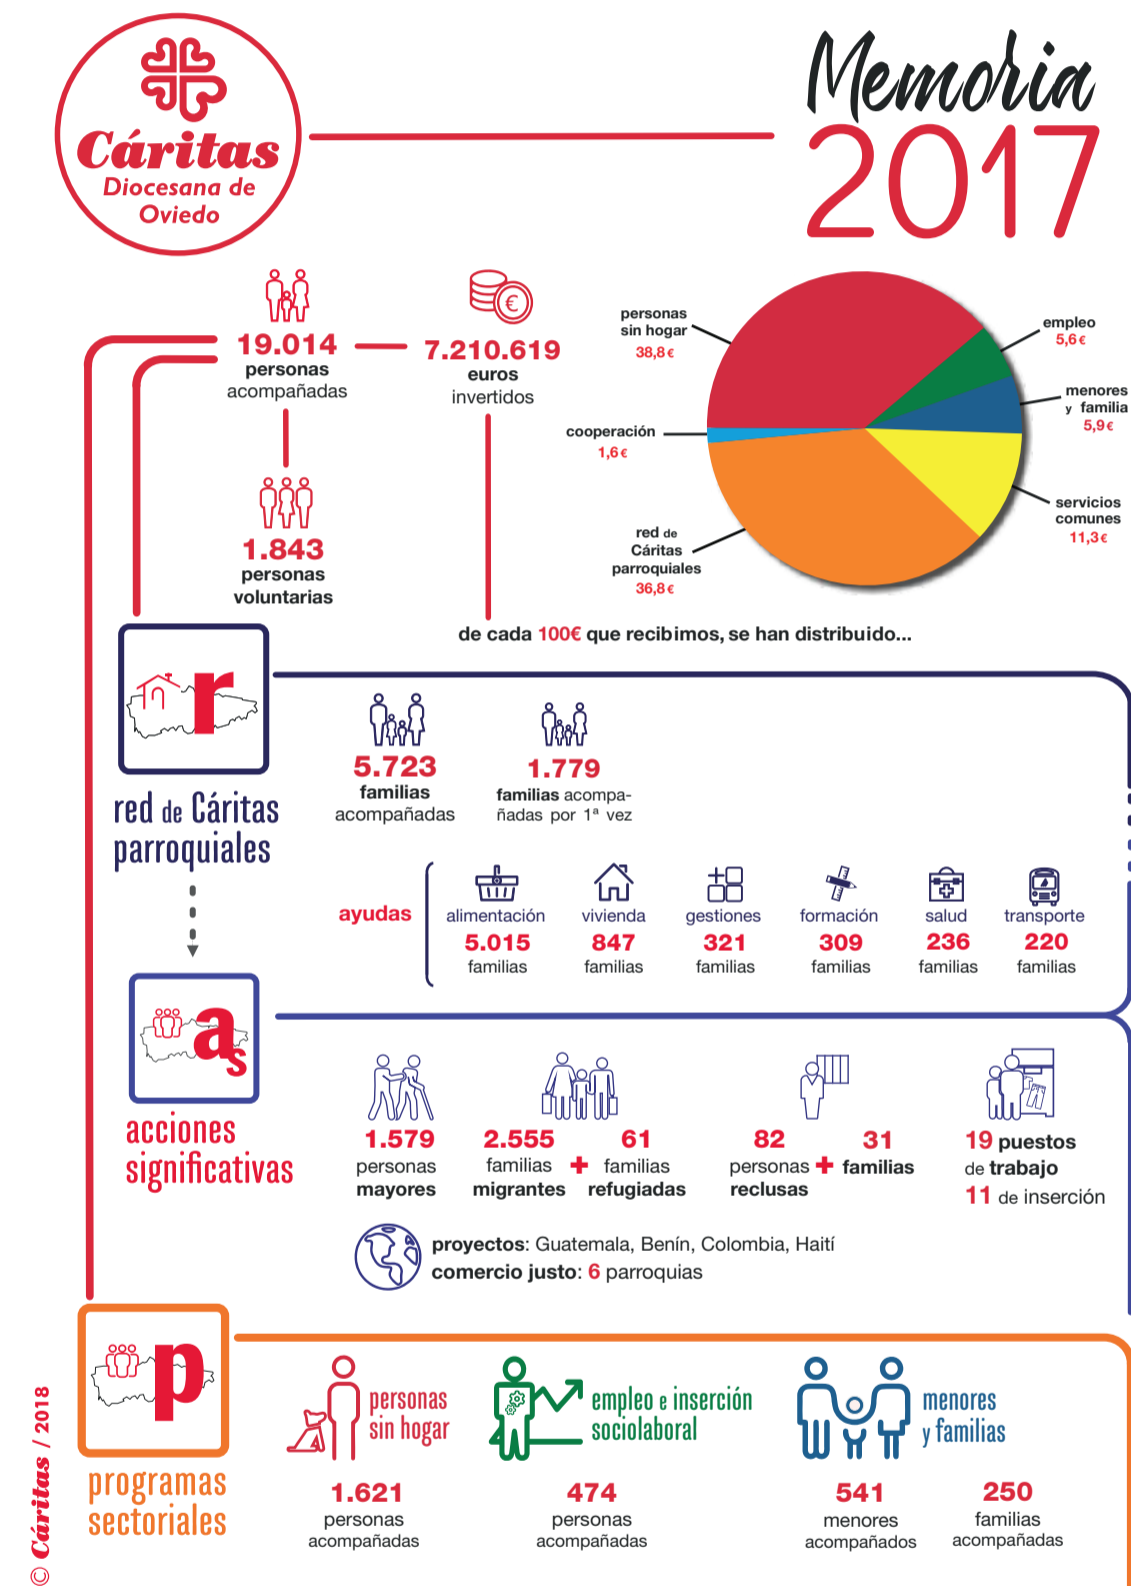 Cáritas
Diocesana de
Oviedo
Memoria
2017
19.014
personas
acompañadas
7.210.619
euros
invertidos
1.843
personas
voluntarias
personas
sin hogar
38,8 €
empleo
5,6 €
menores
y familia
5,9 €
cooperación
1,6 €
servicios
comunes
11,3 €
red de
Cáritas
parroquiales
36,8 €
de cada 100€ que recibimos, se han distribuido...
r
red de Cáritas
parroquiales
5.723
familias
acompañadas
1.779
familias acompa-
ñadas por 1ª vez
ayudas
alimentación
5.015
familias
vivienda
847
familias
gestiones
321
familias
formación
309
familias
salud
236
familias
transporte
220
familias
as
acciones
significativas
1.579
personas
mayores
2.555
familias
migrantes
+
61
familias
refugiadas
82
personas
reclusas
+
31
familias
19 puestos
de trabajo
11 de inserción
proyectos: Guatemala, Benín, Colombia, Haití
comercio justo: 6 parroquias
p
programas
sectoriales
personas
sin hogar
1.621
personas
acompañadas
empleo e inserción
sociolaboral
474
personas
acompañadas
menores
y familias
541
menores
acompañados
250
familias
acompañadas
© Cáritas / 2018